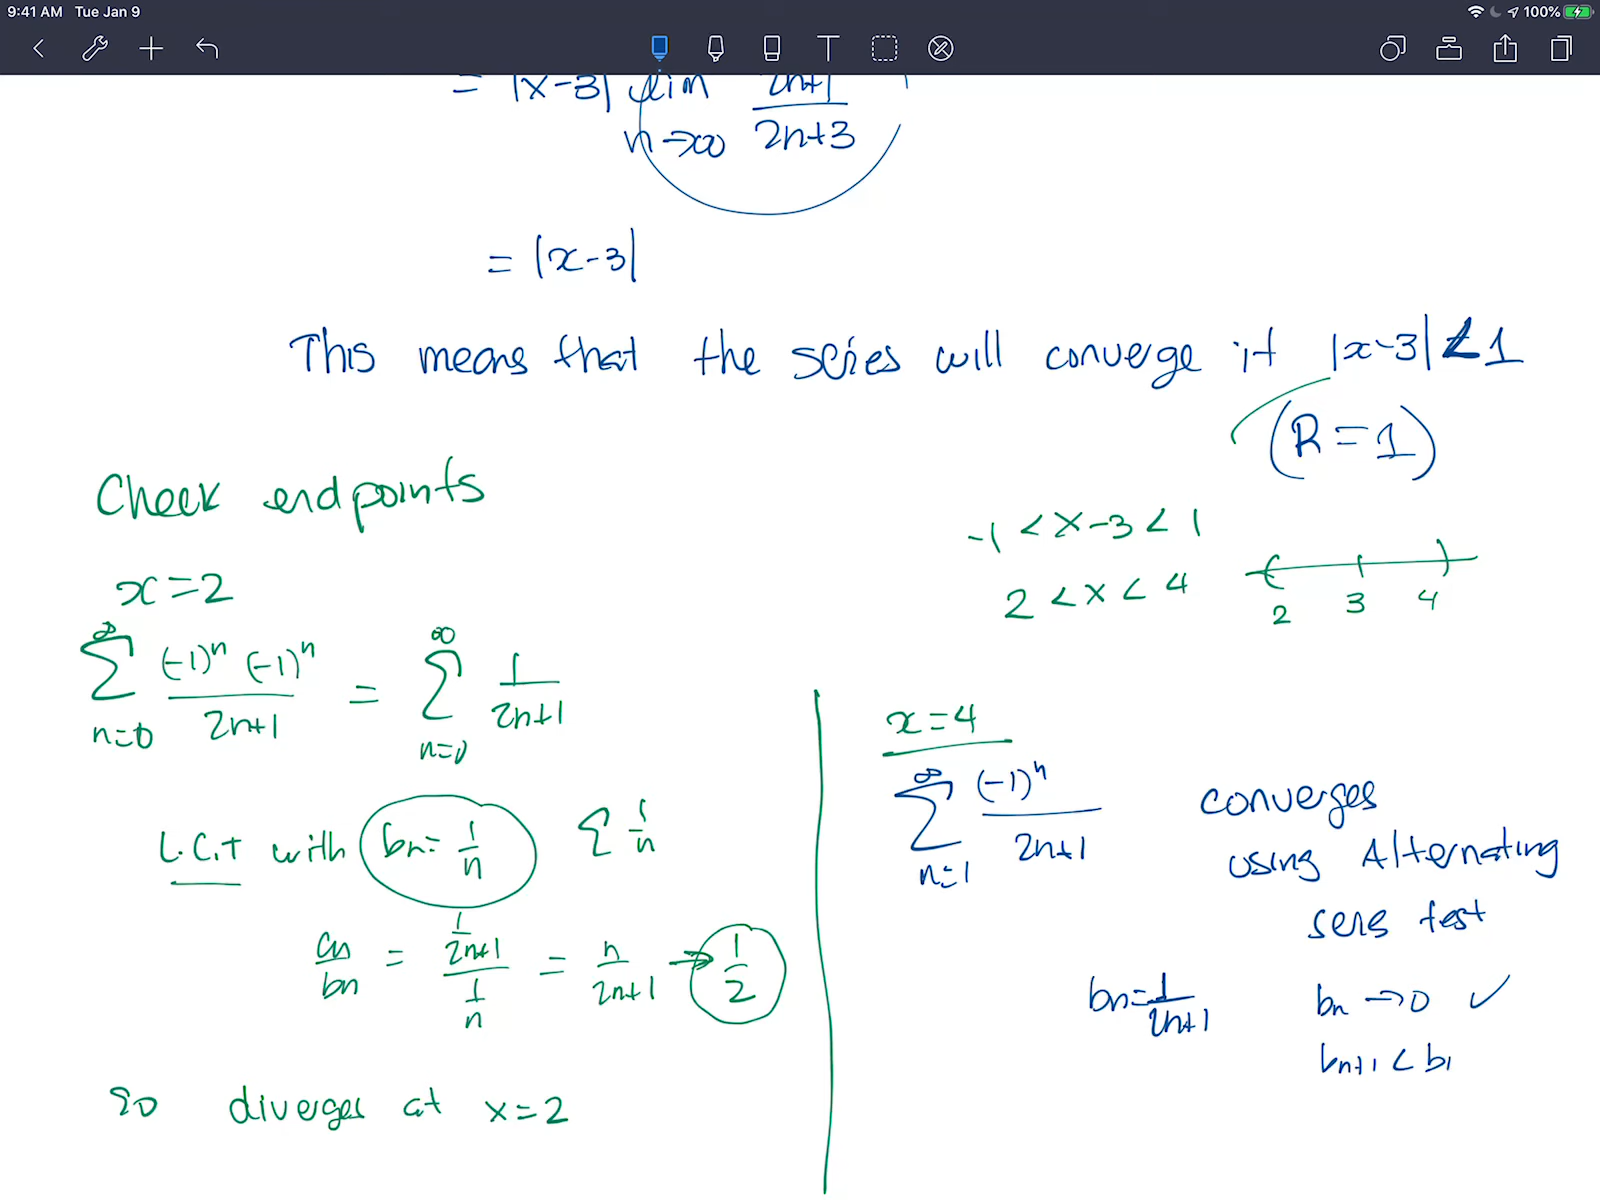 9:41 AM Tue Jan 9
100%
T
= |x-3| lim 2n+1 / 2n+3
n→∞
= |x-3|
This means that the series will converge if |x-3| < 1
(R = 1)
Check endpoints
-1 < x-3 < 1
2 < x < 4
2 3 4
x = 2
∞ ∑ n=0 (-1)ⁿ (-1)ⁿ / 2n+1 = ∞ ∑ n=0 1 / 2n+1
L.C.T with bn = 1/n ∑ 1/n
an / bn = 1/2n+1 / 1/n = n / 2n+1 → 1/2
So diverges at x = 2
x = 4
∞ ∑ n=1 (-1)ⁿ / 2n+1
converges
using Alternating
seres test
bn = 1 / 2n+1
bn → 0 ✓
bn+1 < b